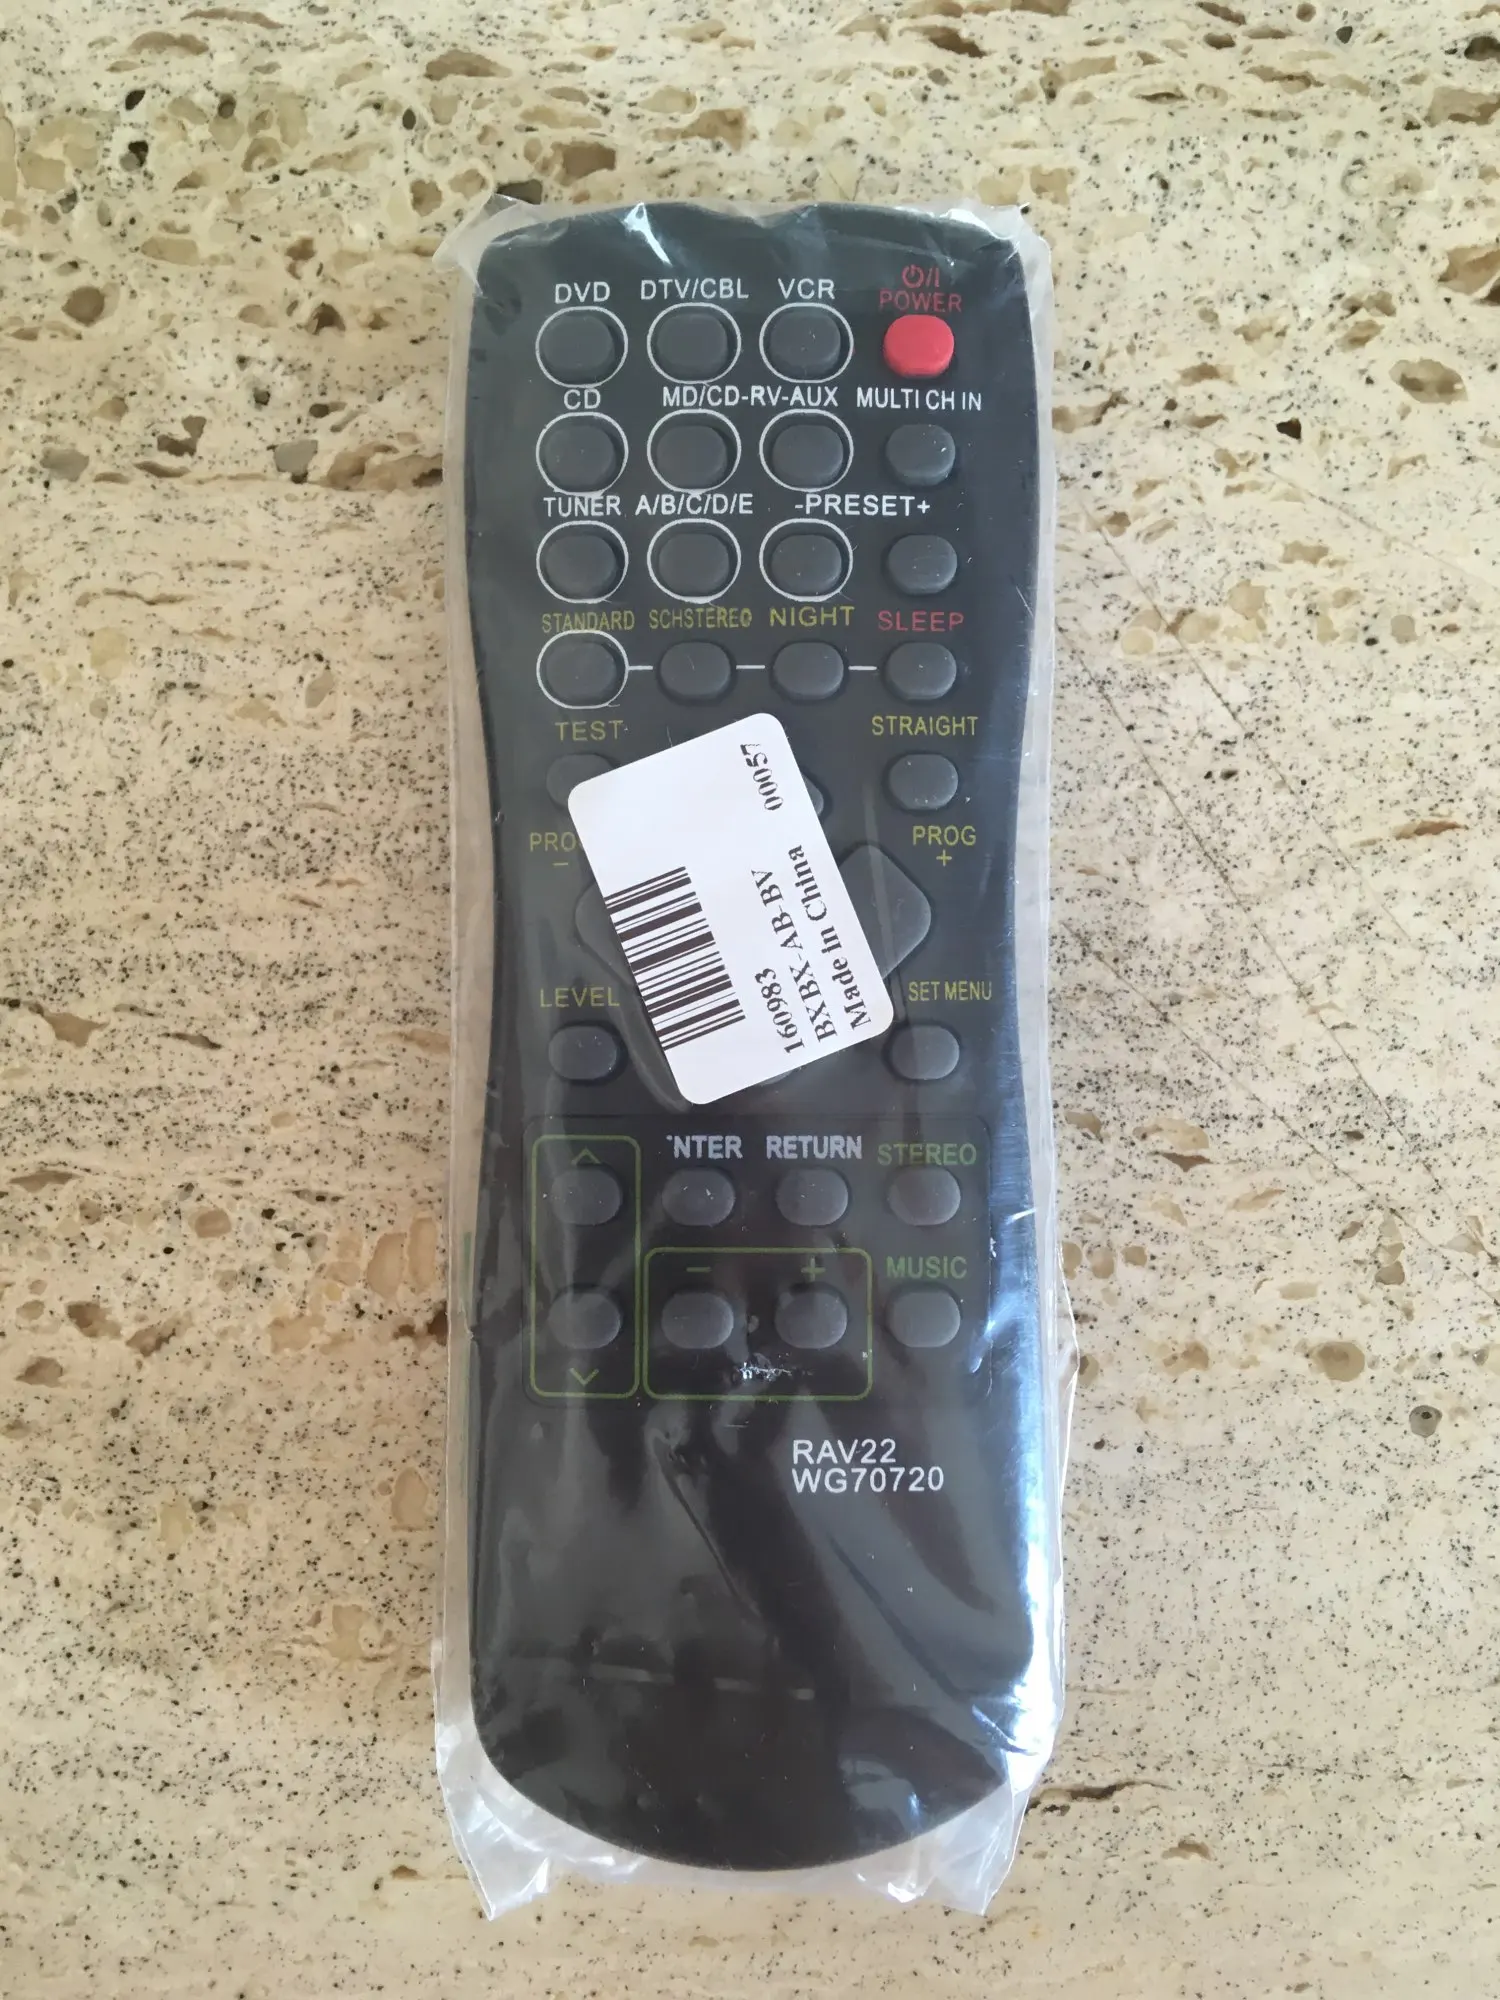 DVD DTV/CBL VCR ⏻/I
POWER
CD MD/CD-RV-AUX MULTI CH IN
TUNER A/B/C/D/E -PRESET+
STANDARD SCHSTEREO NIGHT SLEEP
TEST STRAIGHT
PROG PROG
− +
LEVEL SET MENU
160983
BXBX-AB-BV 00057
Made in China
NTER RETURN STEREO
− + MUSIC
RAV22
WG70720